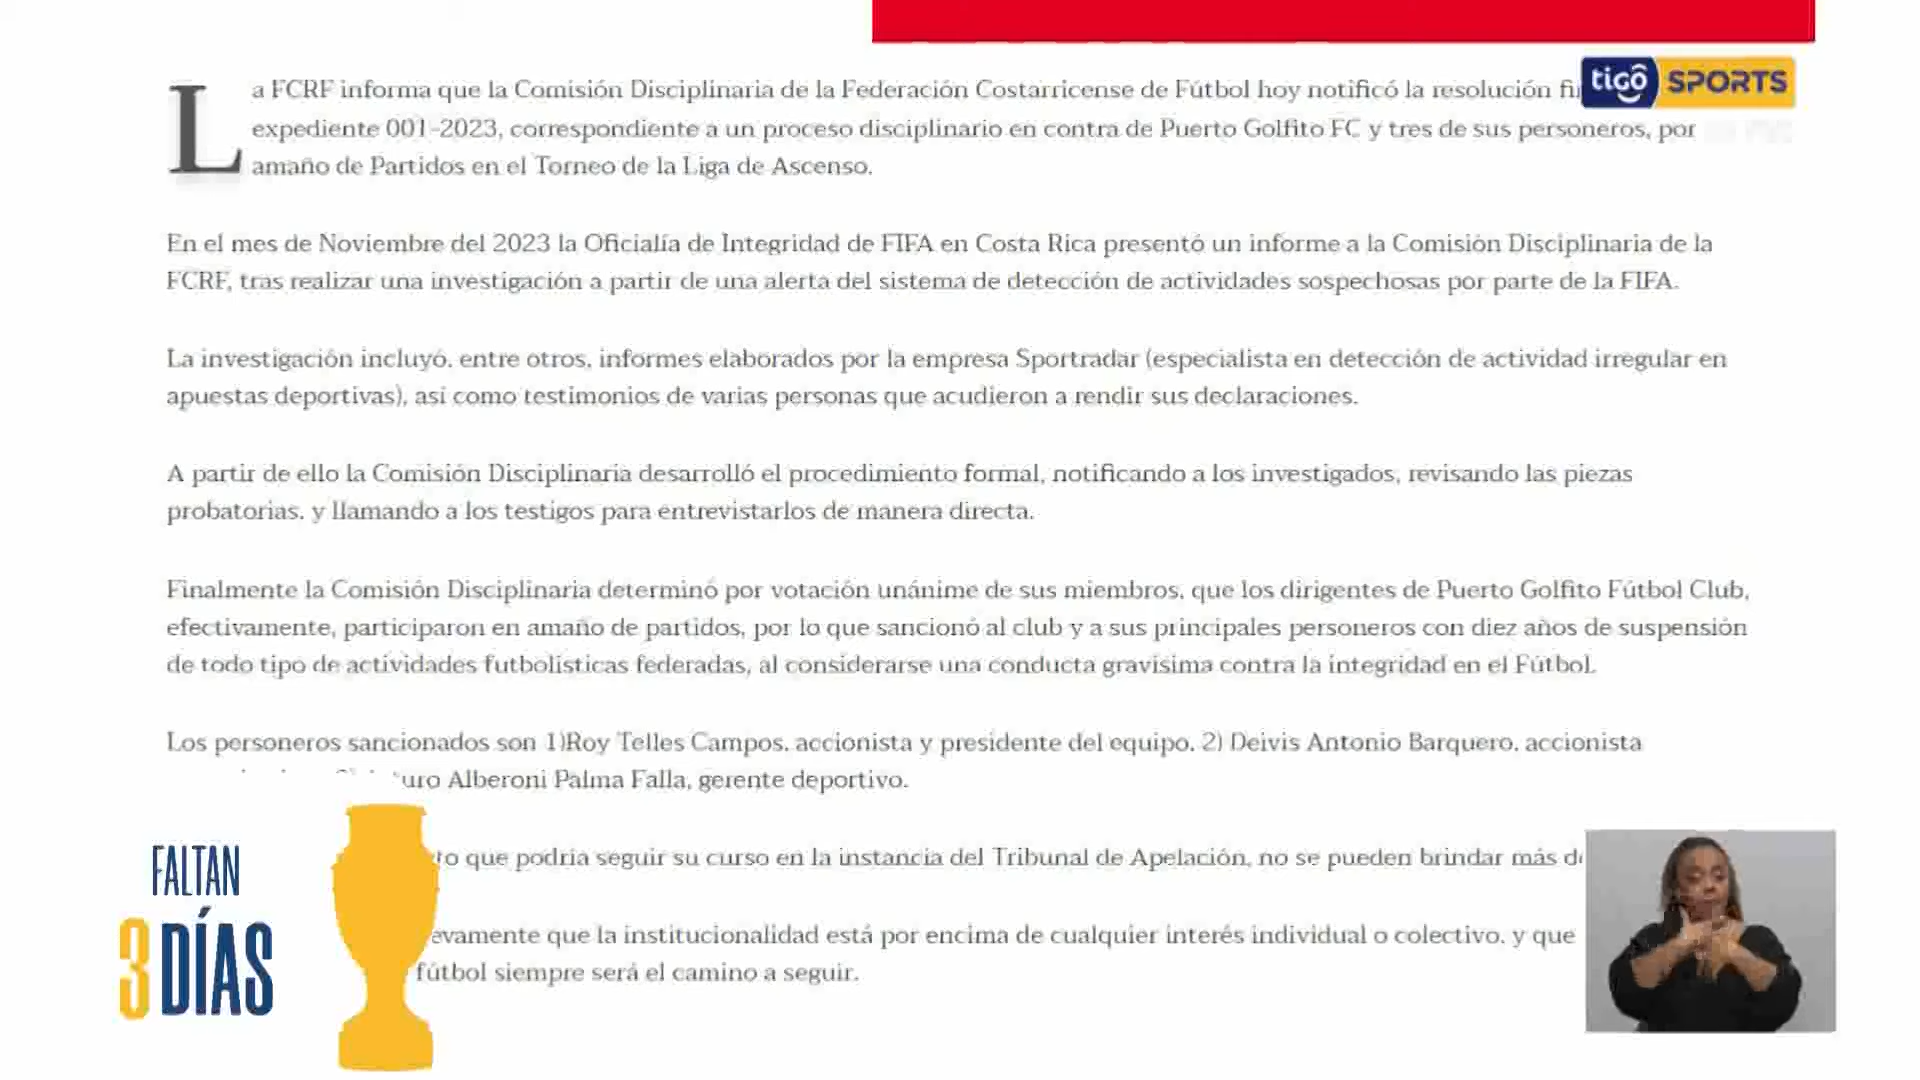 La FCRF informa que la Comisión Disciplinaria de la Federación Costarricense de Fútbol hoy notificó la resolución
expediente 001-2023, correspondiente a un proceso disciplinario en contra de Puerto Golfito FC y tres de sus personeros, por
amaño de Partidos en el Torneo de la Liga de Ascenso.
tigô SPORTS
En el mes de Noviembre del 2023 la Oficialía de Integridad de FIFA en Costa Rica presentó un informe a la Comisión Disciplinaria de la
FCRF, tras realizar una investigación a partir de una alerta del sistema de detección de actividades sospechosas por parte de la FIFA.
La investigación incluyó, entre otros, informes elaborados por la empresa Sportradar (especialista en detección de actividad irregular en
apuestas deportivas), así como testimonios de varias personas que acudieron a rendir sus declaraciones.
A partir de ello la Comisión Disciplinaria desarrolló el procedimiento formal, notificando a los investigados, revisando las piezas
probatorias, y llamando a los testigos para entrevistarlos de manera directa.
Finalmente la Comisión Disciplinaria determinó por votación unánime de sus miembros, que los dirigentes de Puerto Golfito Fútbol Club,
efectivamente, participaron en amaño de partidos, por lo que sancionó al club y a sus principales personeros con diez años de suspensión
de todo tipo de actividades futbolísticas federadas, al considerarse una conducta gravísima contra la integridad en el Fútbol.
Los personeros sancionados son 1)Roy Telles Campos, accionista y presidente del equipo, 2) Deivis Antonio Barquero, accionista
Alberoni Palma Falla, gerente deportivo.
que podría seguir su curso en la instancia del Tribunal de Apelación, no se pueden brindar más
que la institucionalidad está por encima de cualquier interés individual o colectivo, y que
fútbol siempre será el camino a seguir.
FALTAN
3 DÍAS